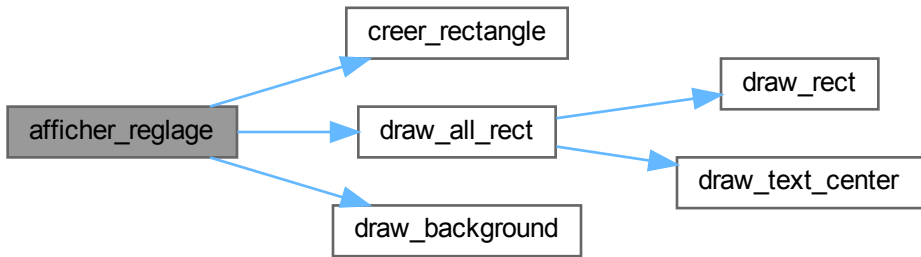 creer_rectangle
draw_rect
afficher_reglage
draw_all_rect
draw_text_center
draw_background